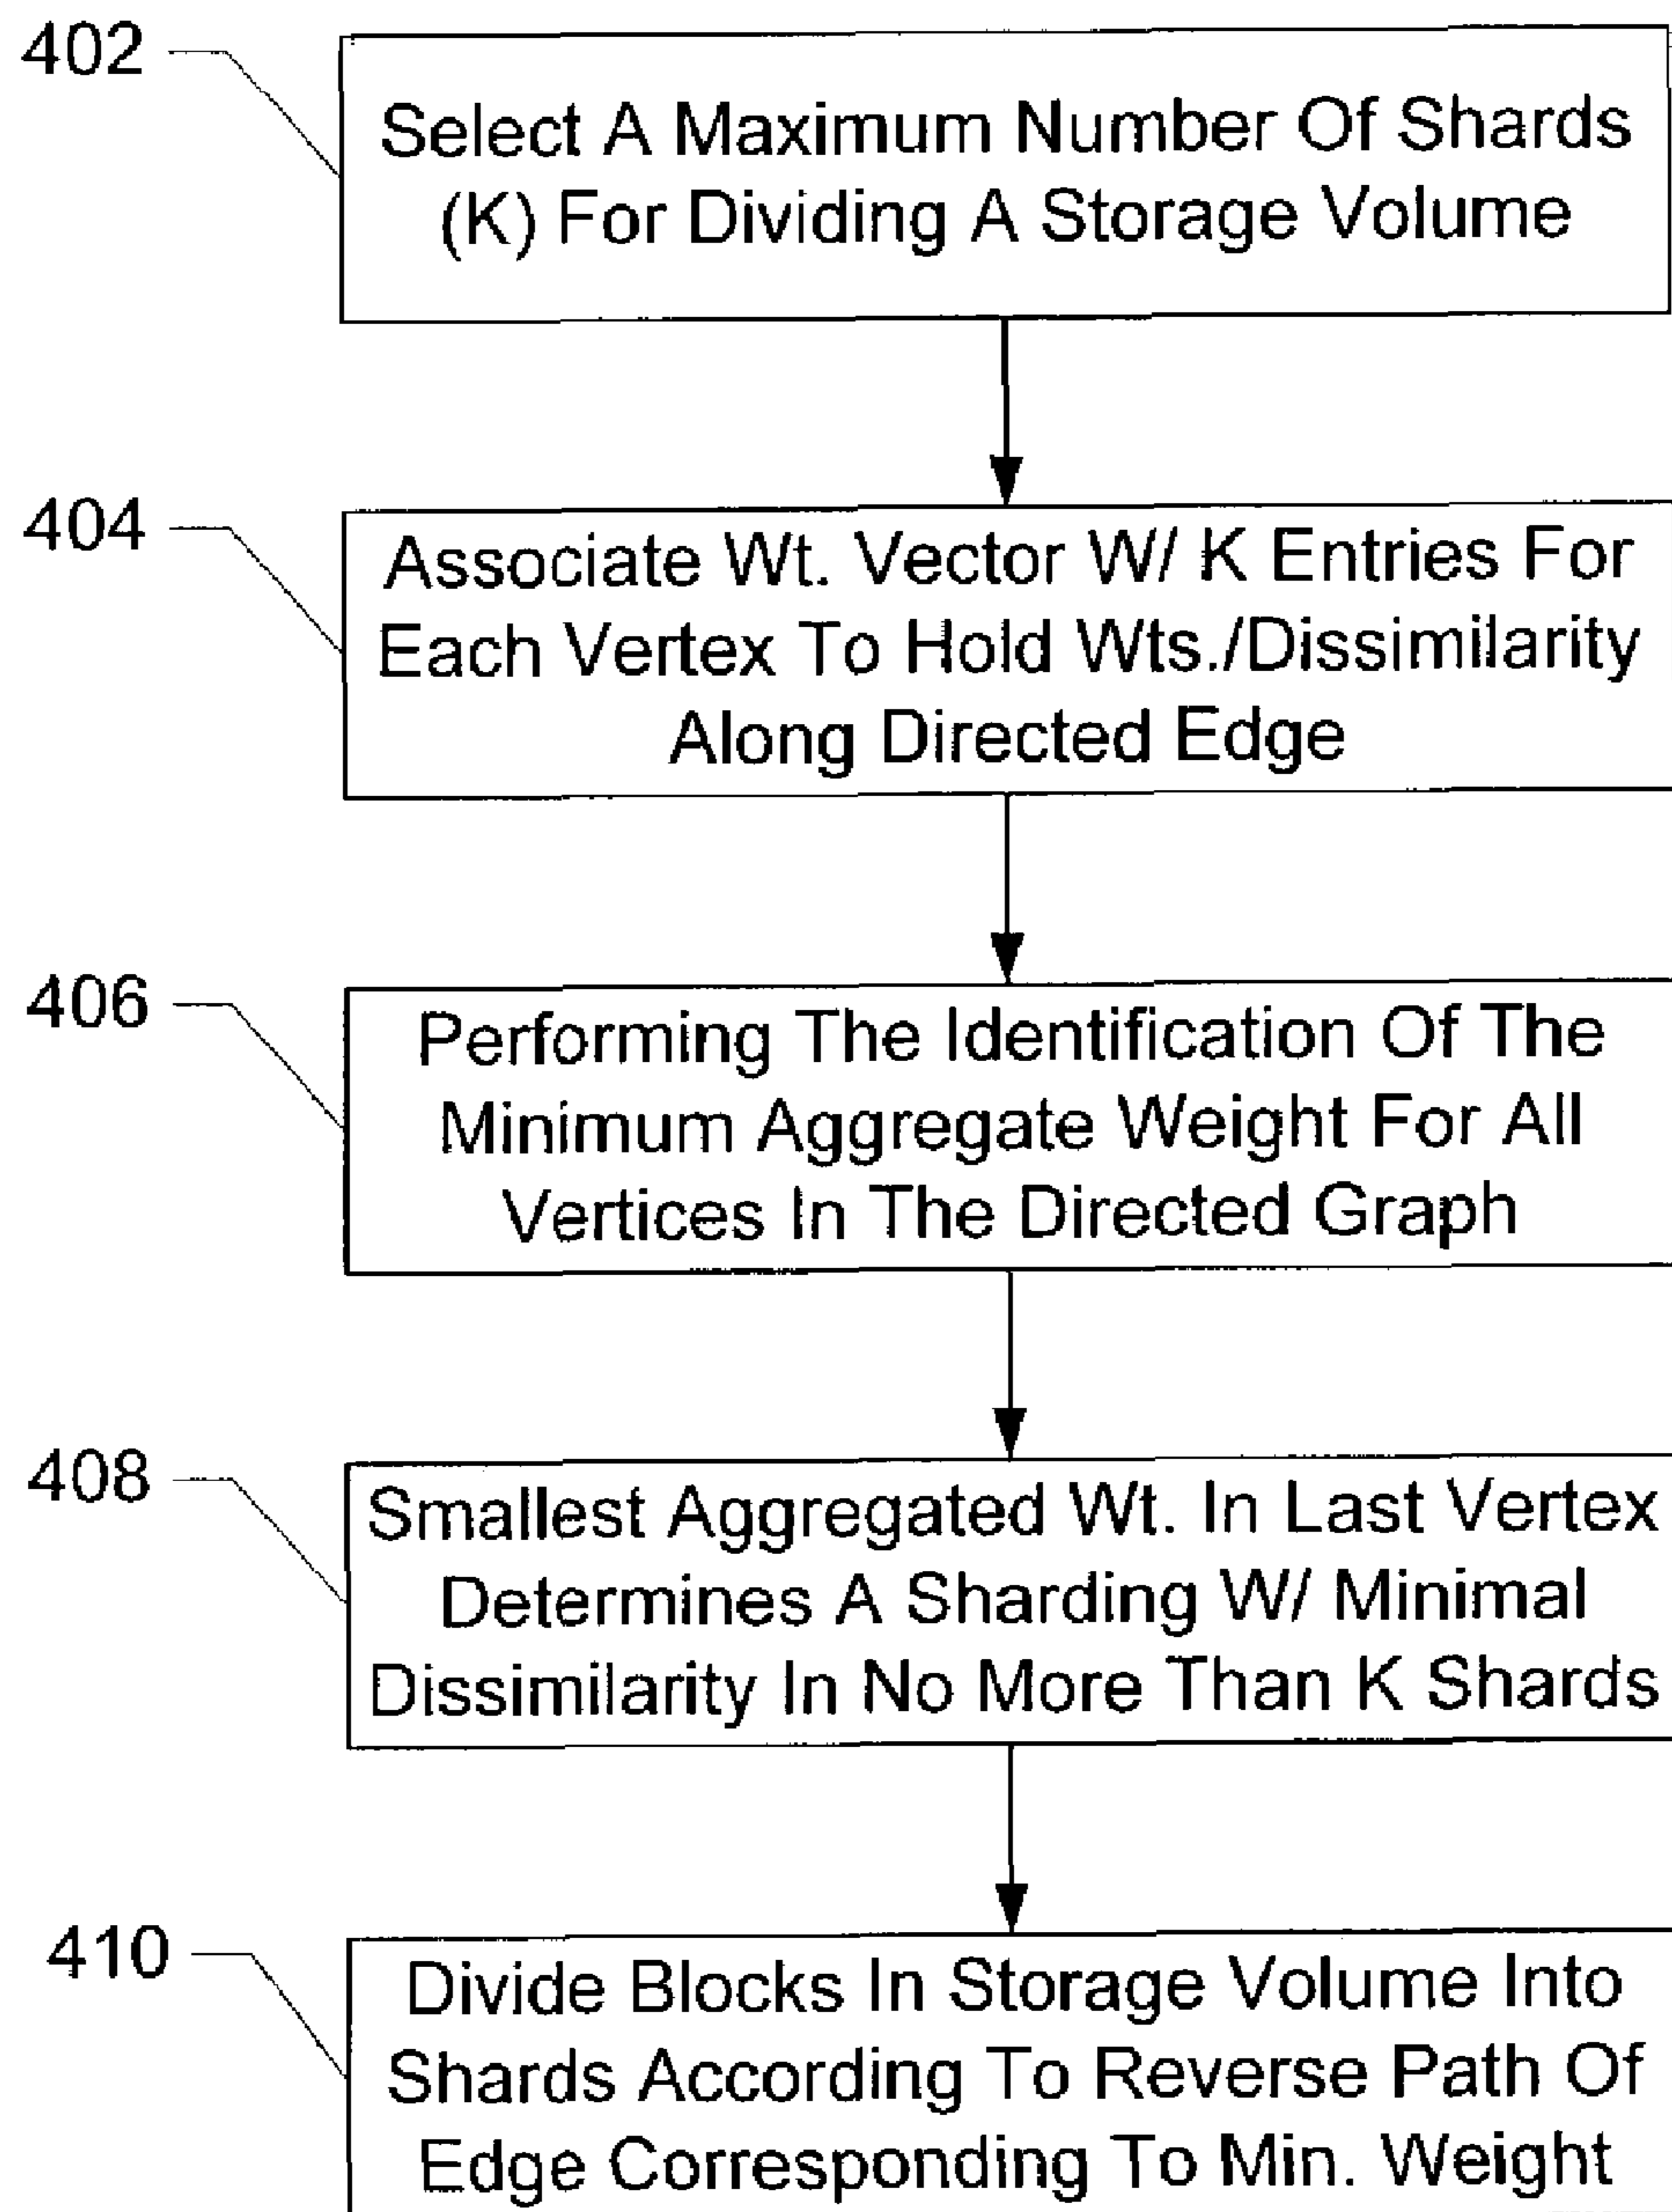 402
Select A Maximum Number Of Shards
(K) For Dividing A Storage Volume
404
Associate Wt. Vector W/ K Entries For
Each Vertex To Hold Wts./Dissimilarity
Along Directed Edge
406
Performing The Identification Of The
Minimum Aggregate Weight For All
Vertices In The Directed Graph
408
Smallest Aggregated Wt. In Last Vertex
Determines A Sharding W/ Minimal
Dissimilarity In No More Than K Shards
410
Divide Blocks In Storage Volume Into
Shards According To Reverse Path Of
Edge Corresponding To Min. Weight